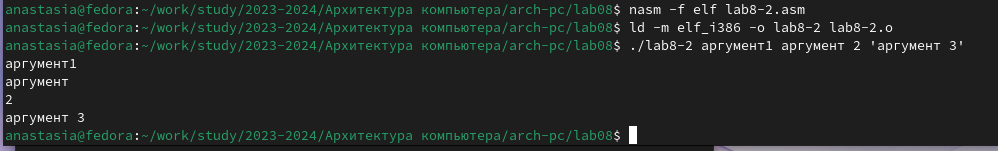 anastasia@fedora:~/work/study/2023-2024/Архитектура компьютера/arch-pc/lab08$ nasm -f elf lab8-2.asm
anastasia@fedora:~/work/study/2023-2024/Архитектура компьютера/arch-pc/lab08$ ld -m elf_i386 -o lab8-2 lab8-2.o
anastasia@fedora:~/work/study/2023-2024/Архитектура компьютера/arch-pc/lab08$ ./lab8-2 аргумент1 аргумент 2 'аргумент 3'
аргумент1
аргумент
2
аргумент 3
anastasia@fedora:~/work/study/2023-2024/Архитектура компьютера/arch-pc/lab08$